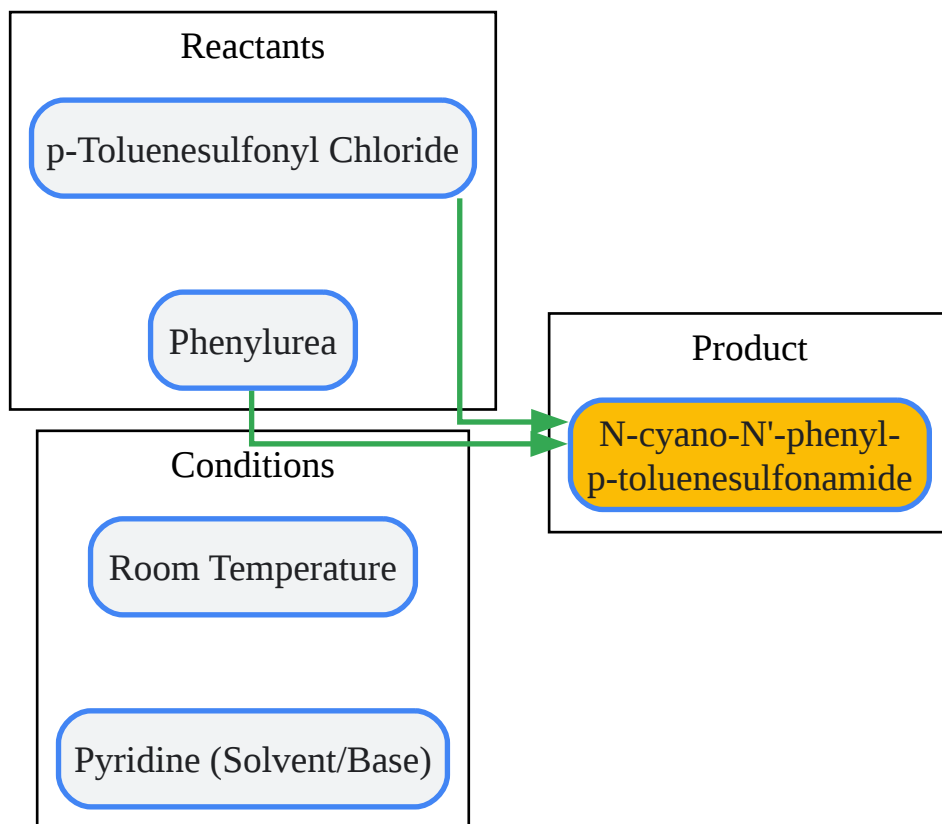 Reactants
p-Toluenesulfonyl Chloride
Phenylurea
Product
N-cyano-N'-phenyl-
p-toluenesulfonamide
Conditions
Room Temperature
Pyridine (Solvent/Base)